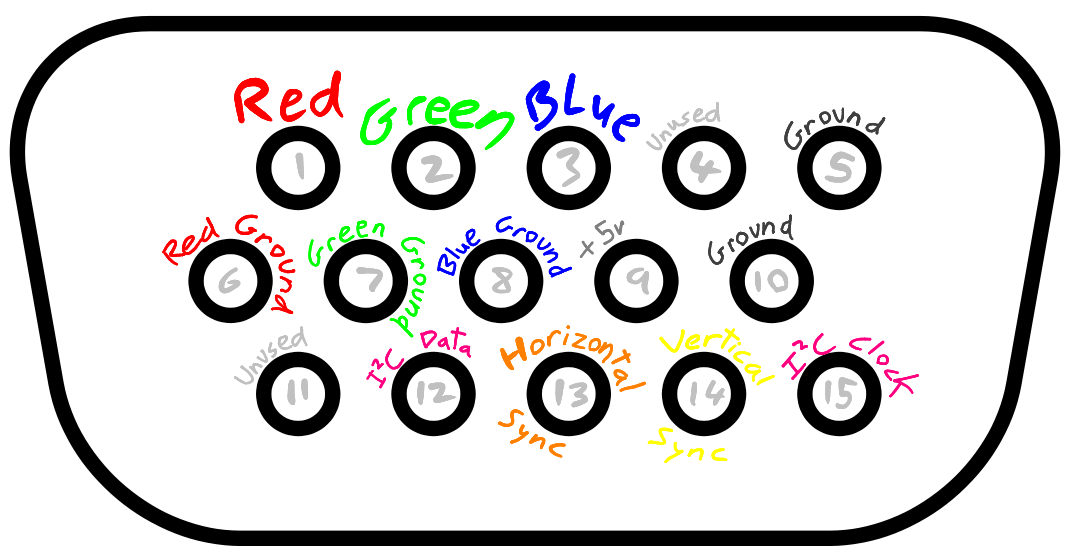 Red Green Blue Unused Ground
1 2 3 4 5
Red Ground Green Ground Blue Ground +5v Ground
6 7 8 9 10
Unused I²C Data Horizontal Sync Vertical Sync I²C Clock
11 12 13 14 15